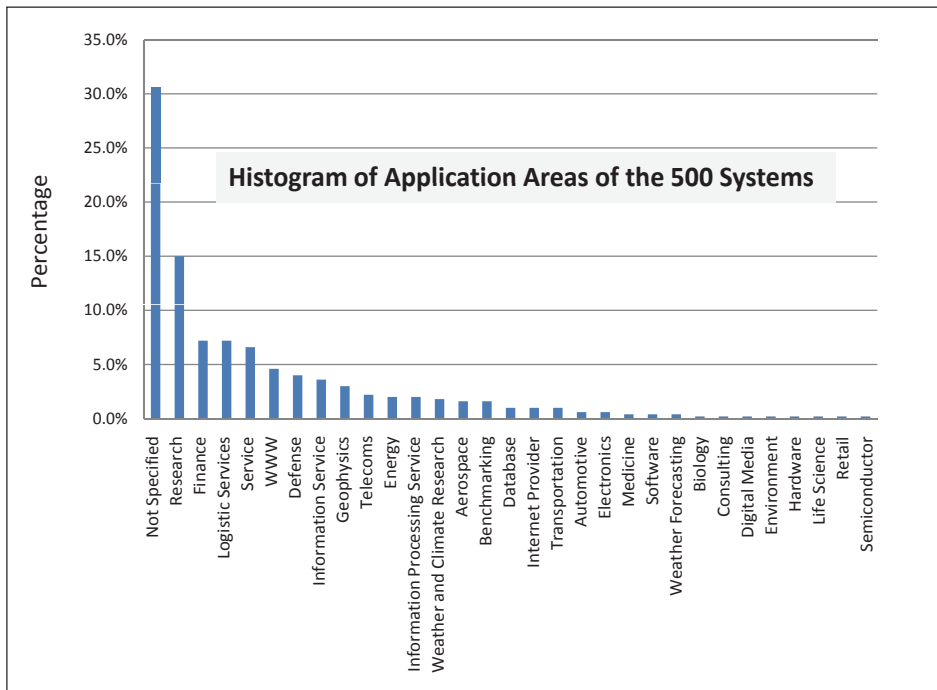 35.0%
30.0%
25.0%
20.0%
15.0%
10.0%
5.0%
0.0%
Percentage
Histogram of Application Areas of the 500 Systems
Not Specified
Research
Finance
Logistic Services
Service
WWW
Defense
Information Service
Geophysics
Telecoms
Energy
Information Processing Service
Weather and Climate Research
Aerospace
Benchmarking
Database
Internet Provider
Transportation
Automotive
Electronics
Medicine
Software
Weather Forecasting
Biology
Consulting
Digital Media
Environment
Hardware
Life Science
Retail
Semiconductor